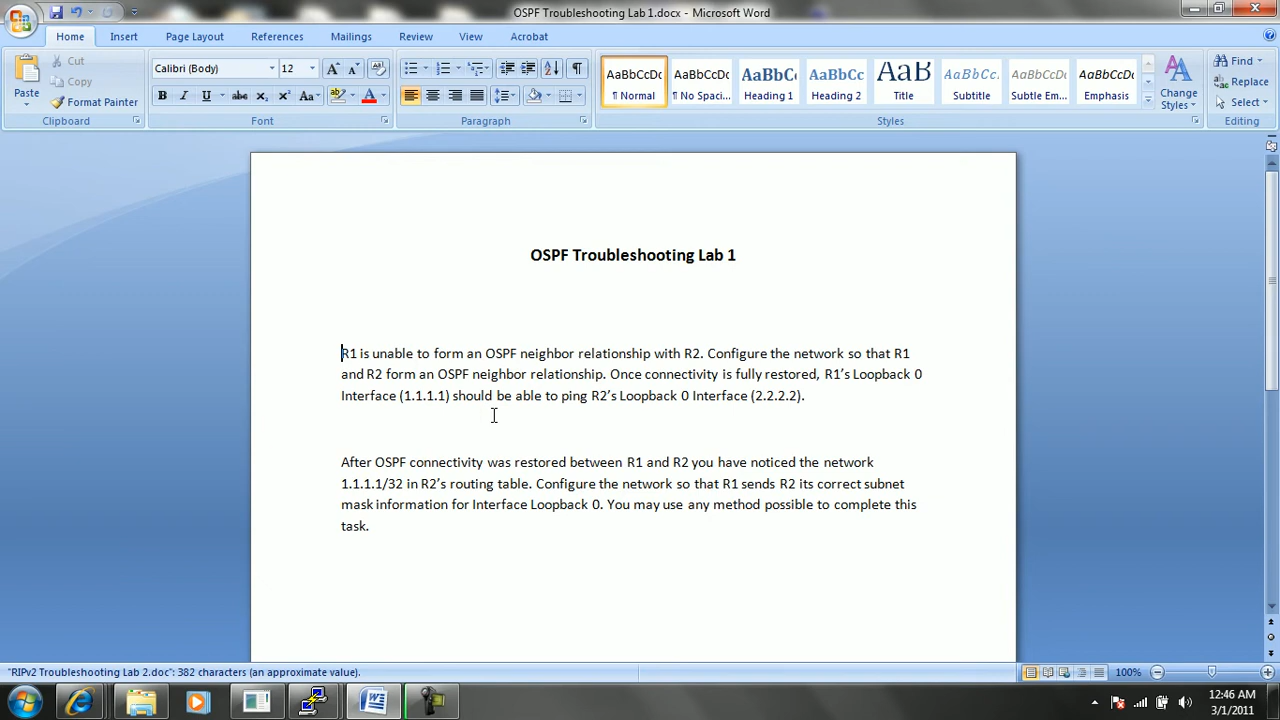 OSPF Troubleshooting Lab 1.docx - Microsoft Word
Home Insert Page Layout References Mailings Review View Acrobat
Paste
Cut
Copy
Format Painter
Clipboard
Calibri (Body) 12
B I U abc x₂ x² Aa
Font
Paragraph
AaBbCcDc AaBbCcDc AaBbC AaBbCc AaB AaBbCc. AaBbCcDc AaBbCcDc
¶ Normal ¶ No Spaci... Heading 1 Heading 2 Title Subtitle Subtle Em... Emphasis
Change Styles
Styles
Find
Replace
Select
Editing
OSPF Troubleshooting Lab 1
R1 is unable to form an OSPF neighbor relationship with R2. Configure the network so that R1
and R2 form an OSPF neighbor relationship. Once connectivity is fully restored, R1’s Loopback 0
Interface (1.1.1.1) should be able to ping R2’s Loopback 0 Interface (2.2.2.2).
After OSPF connectivity was restored between R1 and R2 you have noticed the network
1.1.1.1/32 in R2’s routing table. Configure the network so that R1 sends R2 its correct subnet
mask information for Interface Loopback 0. You may use any method possible to complete this
task.
"RIPv2 Troubleshooting Lab 2.doc": 382 characters (an approximate value).
100%
12:46 AM
3/1/2011